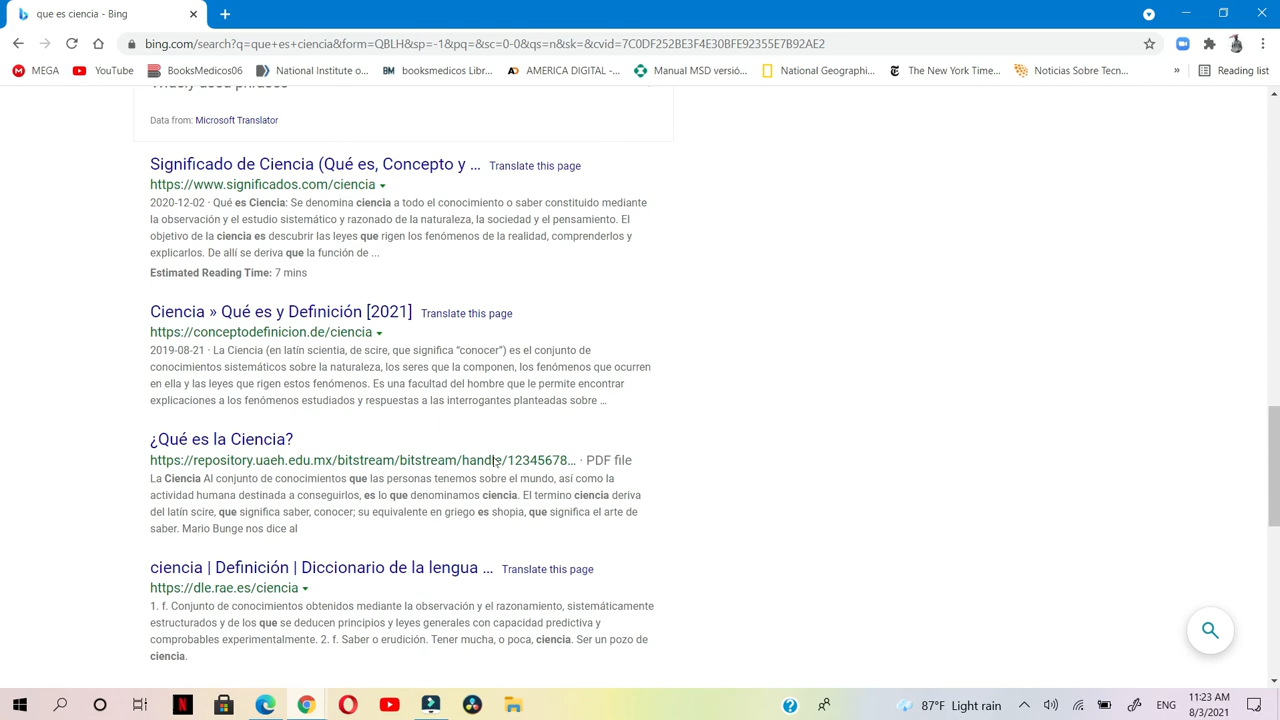 que es ciencia - Bing
bing.com/search?q=que+es+ciencia&form=QBLH&sp=-1&pq=&sc=0-0&qs=n&sk=&cvid=7C0DF252BE3F4E30BFE92355E7B92AE2
MEGA YouTube BooksMedicos06 National Institute o... booksmedicos Libr... AMERICA DIGITAL -... Manual MSD versió... National Geographi... The New York Time... Noticias Sobre Tecn... » Reading list
Widely used phrases
Data from: Microsoft Translator
Significado de Ciencia (Qué es, Concepto y ... Translate this page
https://www.significados.com/ciencia
2020-12-02 · Qué es Ciencia: Se denomina ciencia a todo el conocimiento o saber constituido mediante
la observación y el estudio sistemático y razonado de la naturaleza, la sociedad y el pensamiento. El
objetivo de la ciencia es descubrir las leyes que rigen los fenómenos de la realidad, comprenderlos y
explicarlos. De allí se deriva que la función de ...
Estimated Reading Time: 7 mins
Ciencia » Qué es y Definición [2021] Translate this page
https://conceptodefinicion.de/ciencia
2019-08-21 · La Ciencia (en latín scientia, de scire, que significa “conocer”) es el conjunto de
conocimientos sistemáticos sobre la naturaleza, los seres que la componen, los fenómenos que ocurren
en ella y las leyes que rigen estos fenómenos. Es una facultad del hombre que le permite encontrar
explicaciones a los fenómenos estudiados y respuestas a las interrogantes planteadas sobre ...
¿Qué es la Ciencia?
https://repository.uaeh.edu.mx/bitstream/bitstream/handle/12345678... · PDF file
La Ciencia Al conjunto de conocimientos que las personas tenemos sobre el mundo, así como la
actividad humana destinada a conseguirlos, es lo que denominamos ciencia. El termino ciencia deriva
del latín scire, que significa saber, conocer; su equivalente en griego es shopia, que significa el arte de
saber. Mario Bunge nos dice al
ciencia | Definición | Diccionario de la lengua ... Translate this page
https://dle.rae.es/ciencia
1. f. Conjunto de conocimientos obtenidos mediante la observación y el razonamiento, sistemáticamente
estructurados y de los que se deducen principios y leyes generales con capacidad predictiva y
comprobables experimentalmente. 2. f. Saber o erudición. Tener mucha, o poca, ciencia. Ser un pozo de
ciencia.
87°F Light rain
ENG
11:23 AM
8/3/2021